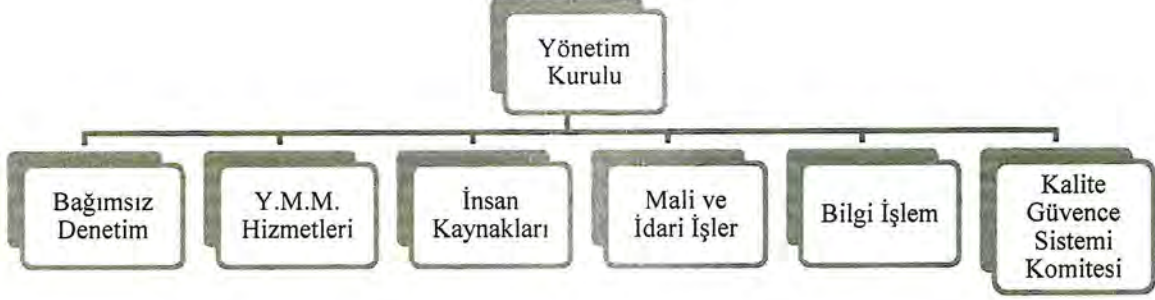 Yönetim
Kurulu
Bağımsız
Denetim
Y.M.M.
Hizmetleri
İnsan
Kaynakları
Mali ve
İdari İşler
Bilgi İşlem
Kalite
Güvence
Sistemi
Komitesi